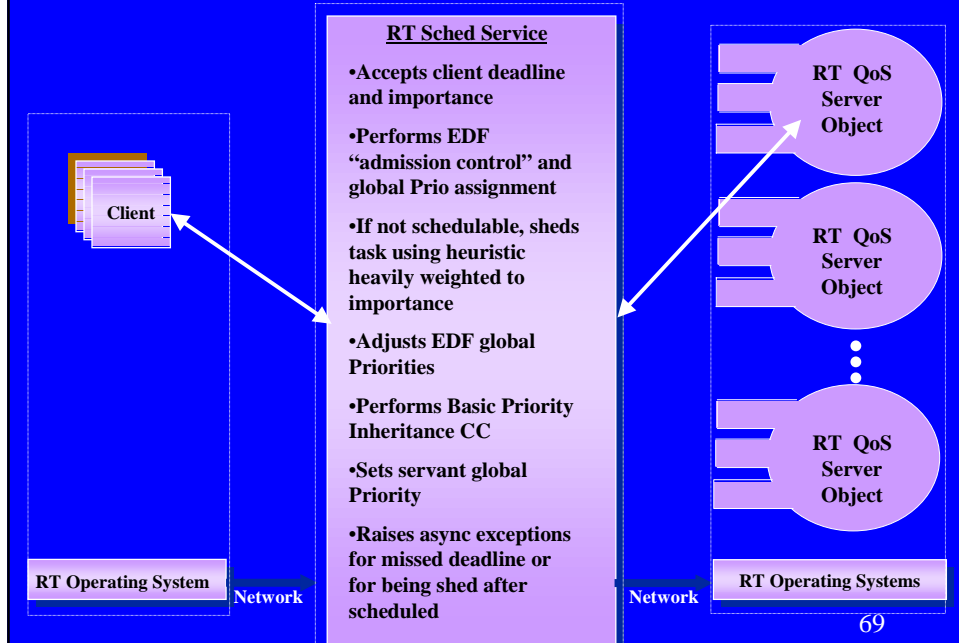 RT Sched Service
•Accepts client deadline
and importance
•Performs EDF
“admission control” and
global Prio assignment
•If not schedulable, sheds
task using heuristic
heavily weighted to
importance
•Adjusts EDF global
Priorities
•Performs Basic Priority
Inheritance CC
•Sets servant global
Priority
•Raises async exceptions
for missed deadline or
for being shed after
scheduled
Client
RT Operating System
Network
Network
RT QoS
Server
Object
RT QoS
Server
Object
RT QoS
Server
Object
RT Operating Systems
69